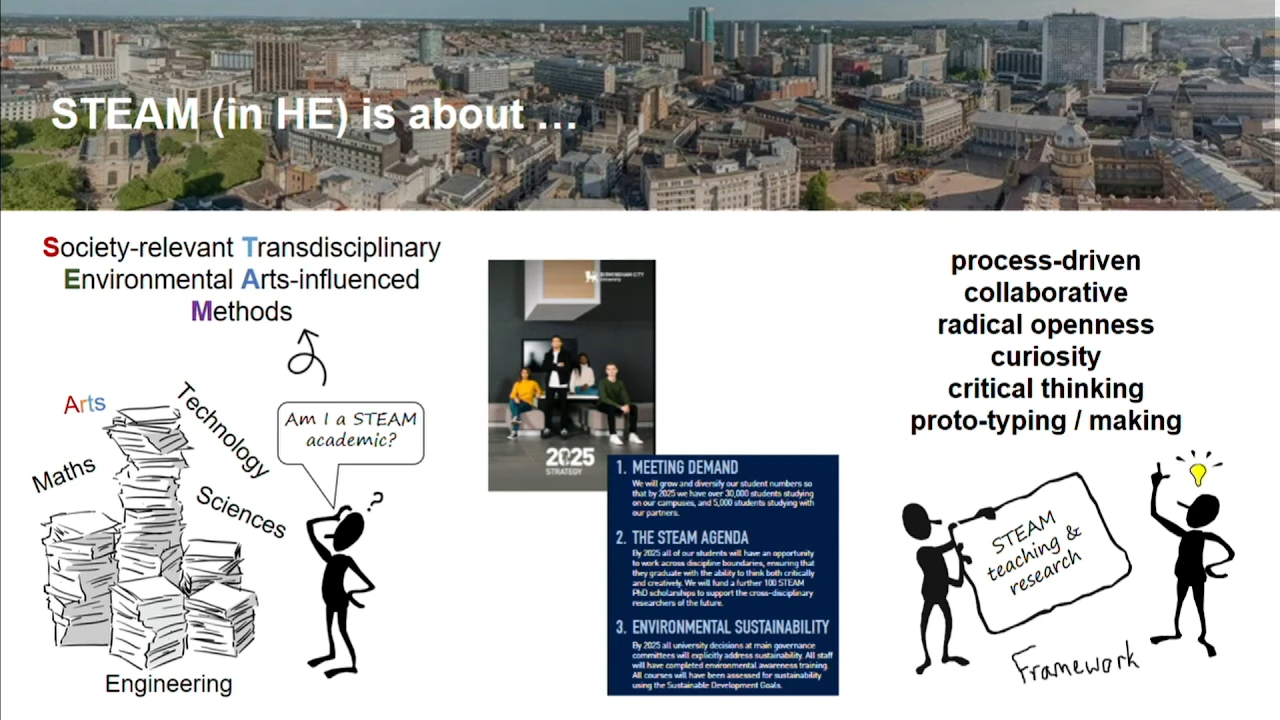 STEAM (in HE) is about …
Society-relevant Transdisciplinary
Environmental Arts-influenced
Methods
Arts
Technology
Maths
Sciences
Engineering
Am I a STEAM
academic?
?
BIRMINGHAM CITY
University
2025
STRATEGY
1. MEETING DEMAND
We will grow and diversify our student numbers so
that by 2025 we have over 30,000 students studying
on our campuses, and 5,000 students studying with
our partners.
2. THE STEAM AGENDA
By 2025 all of our students will have an opportunity
to work across discipline boundaries, ensuring that
they graduate with the ability to think both critically
and creatively. We will fund a further 100 STEAM
PhD scholarships to support the cross-disciplinary
researchers of the future.
3. ENVIRONMENTAL SUSTAINABILITY
By 2025 all university decisions at main governance
committees will explicitly address sustainability. All staff
will have completed environmental awareness training.
All courses will have been assessed for sustainability
using the Sustainable Development Goals.
process-driven
collaborative
radical openness
curiosity
critical thinking
proto-typing / making
STEAM
teaching &
research
Framework